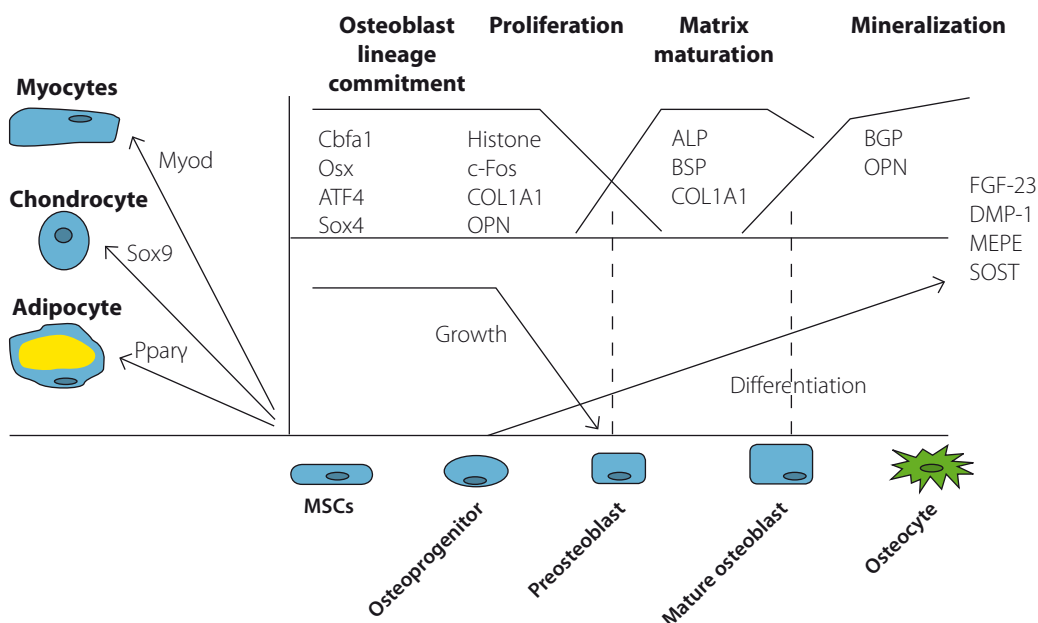 Osteoblast
lineage
commitment
Proliferation
Matrix
maturation
Mineralization
Myocytes
Myod
Chondrocyte
Sox9
Adipocyte
Pparγ
Cbfa1
Osx
ATF4
Sox4
Histone
c-Fos
COL1A1
OPN
ALP
BSP
COL1A1
BGP
OPN
FGF-23
DMP-1
MEPE
SOST
Growth
Differentiation
MSCs
Osteoprogenitor
Preosteoblast
Mature osteoblast
Osteocyte